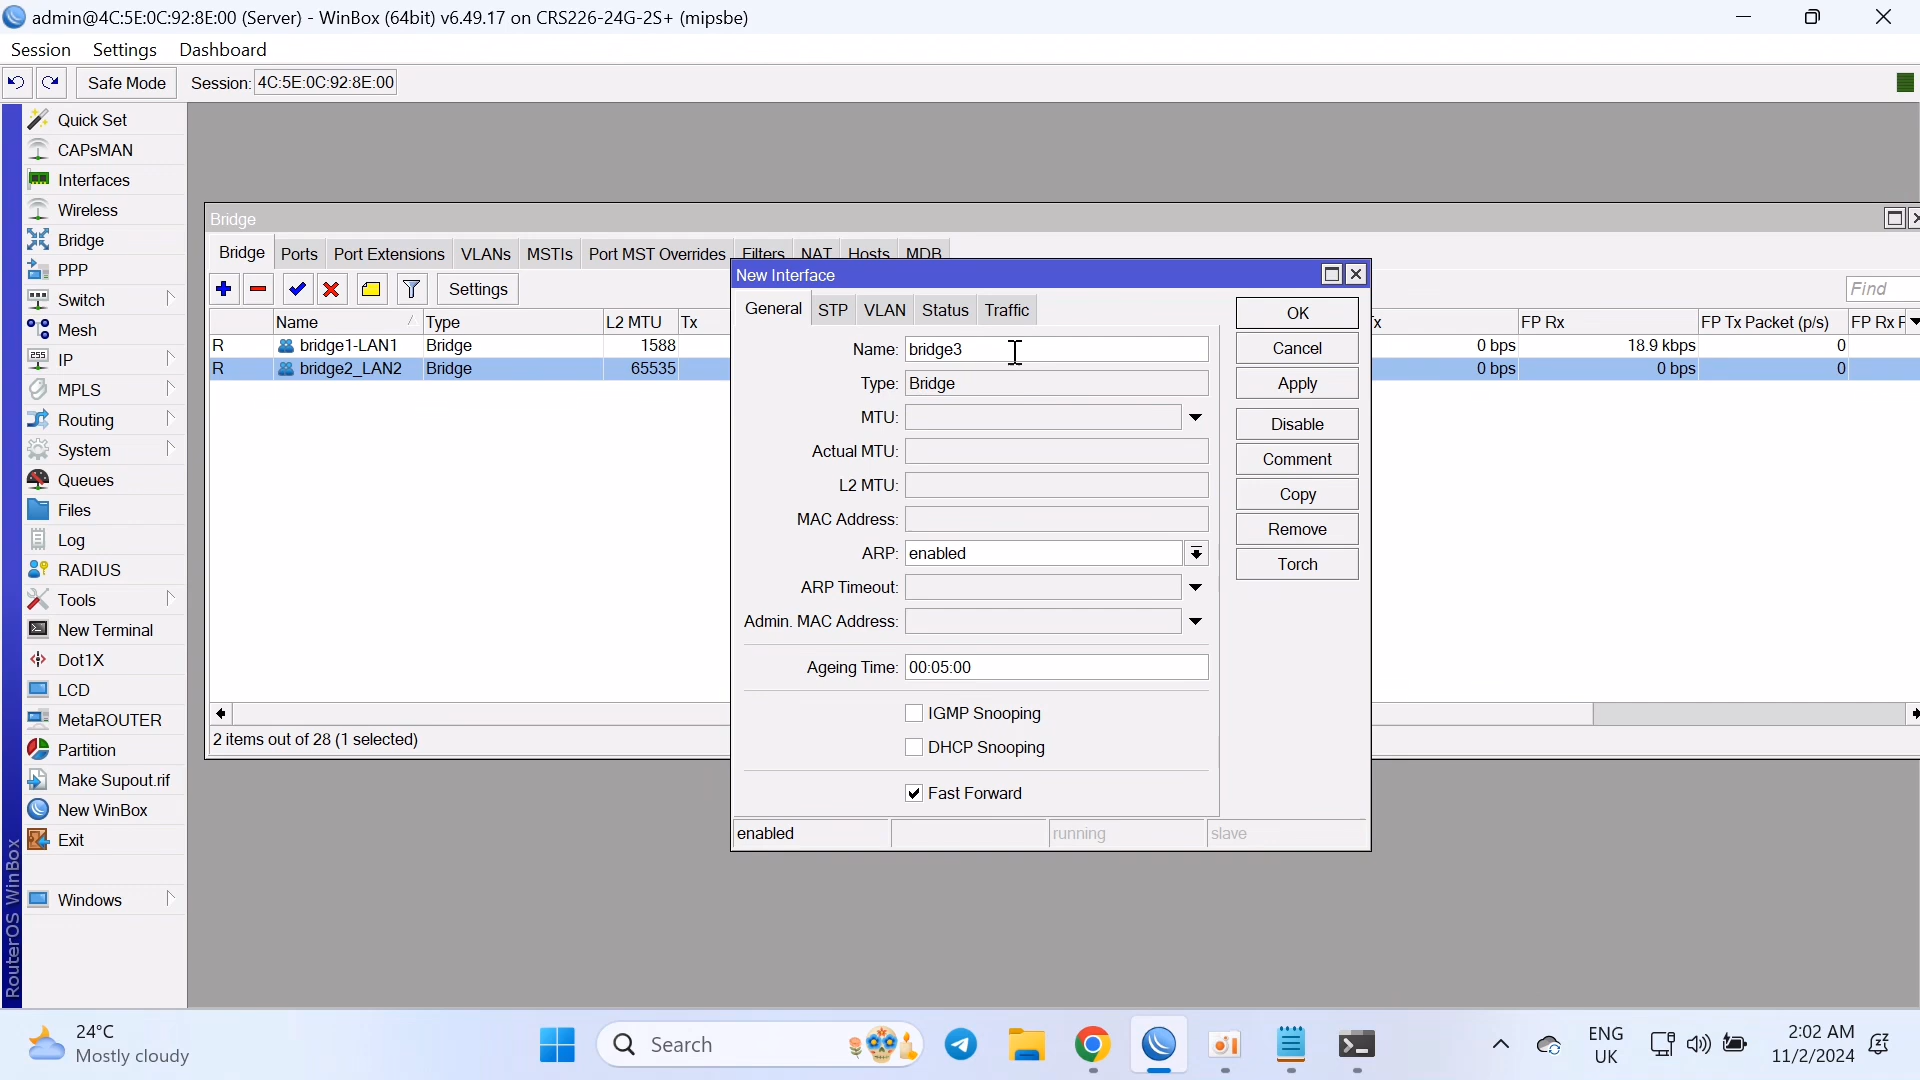 admin@4C:5E:0C:92:8E:00 (Server) - WinBox (64bit) v6.49.17 on CRS226-24G-2S+ (mipsbe)
Session Settings Dashboard
Safe Mode Session: 4C:5E:0C:92:8E:00
Quick Set
CAPsMAN
Interfaces
Wireless
Bridge
PPP
Switch
Mesh
IP
MPLS
Routing
System
Queues
Files
Log
RADIUS
Tools
New Terminal
Dot1X
LCD
MetaROUTER
Partition
Make Supout.rif
New WinBox
Exit
Windows
RouterOS WinBox
Bridge
Bridge Ports Port Extensions VLANs MSTIs Port MST Overrides Filters NAT Hosts MDB
Settings Find
Name Type L2 MTU Tx FP Rx FP Tx Packet (p/s) FP Rx
R bridge1-LAN1 Bridge 1588 0 bps 18.9 kbps 0
R bridge2_LAN2 Bridge 65535 0 bps 0 bps 0
2 items out of 28 (1 selected)
New Interface
General STP VLAN Status Traffic
Name: bridge3
Type: Bridge
MTU:
Actual MTU:
L2 MTU:
MAC Address:
ARP: enabled
ARP Timeout:
Admin. MAC Address:
Ageing Time: 00:05:00
IGMP Snooping
DHCP Snooping
Fast Forward
OK
Cancel
Apply
Disable
Comment
Copy
Remove
Torch
enabled running slave
24°C
Mostly cloudy
Search
ENG
UK
2:02 AM
11/2/2024